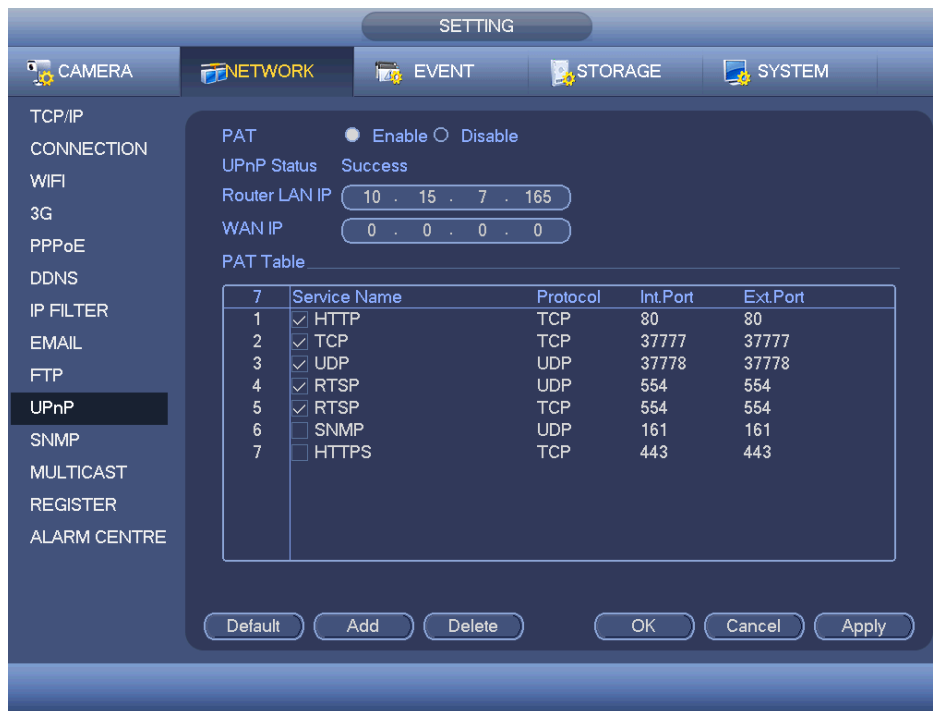 SETTING
CAMERA NETWORK EVENT STORAGE SYSTEM
TCP/IP
CONNECTION
WIFI
3G
PPPoE
DDNS
IP FILTER
EMAIL
FTP
UPnP
SNMP
MULTICAST
REGISTER
ALARM CENTRE
PAT Enable Disable
UPnP Status Success
Router LAN IP 10 . 15 . 7 . 165
WAN IP 0 . 0 . 0 . 0
PAT Table
7 Service Name Protocol Int.Port Ext.Port
1 HTTP TCP 80 80
2 TCP TCP 37777 37777
3 UDP UDP 37778 37778
4 RTSP UDP 554 554
5 RTSP TCP 554 554
6 SNMP UDP 161 161
7 HTTPS TCP 443 443
Default Add Delete OK Cancel Apply